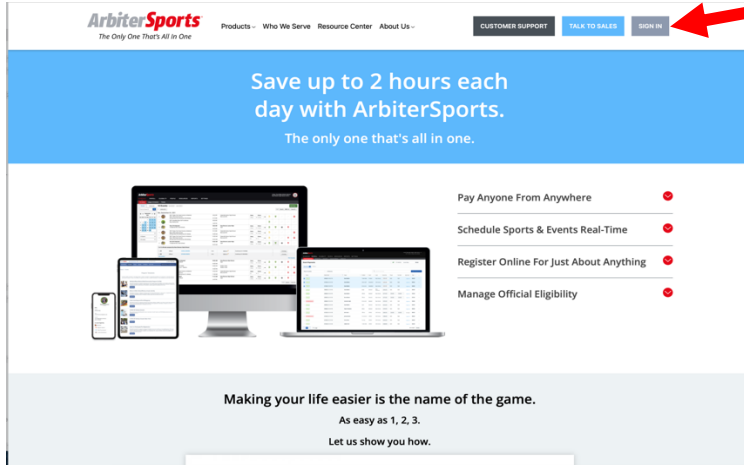 ArbiterSports
The Only One That's All In One
Products Who We Serve Resource Center About Us
CUSTOMER SUPPORT
TALK TO SALES
SIGN IN
Save up to 2 hours each
day with ArbiterSports.
The only one that's all in one.
Pay Anyone From Anywhere
Schedule Sports & Events Real-Time
Register Online For Just About Anything
Manage Official Eligibility
Making your life easier is the name of the game.
As easy as 1, 2, 3.
Let us show you how.